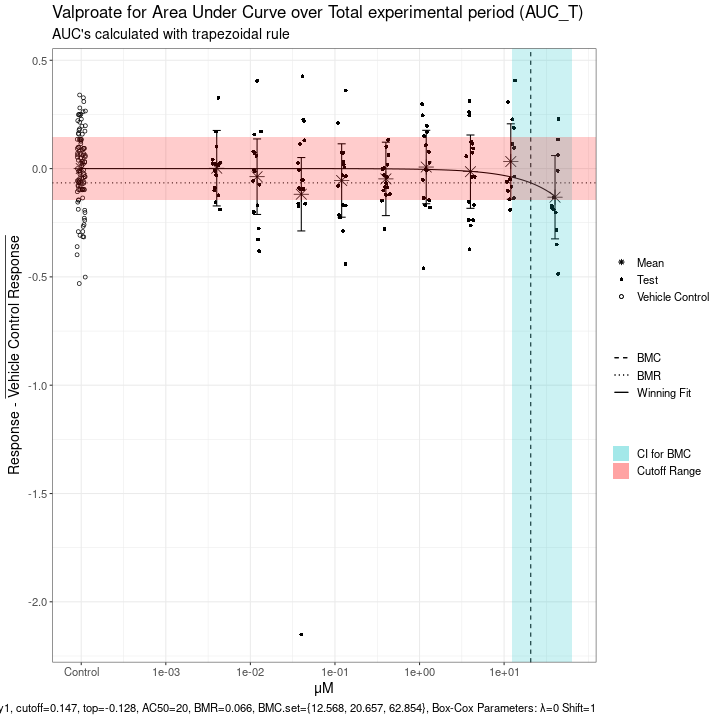 Valproate for Area Under Curve over Total experimental period (AUC_T)
AUC's calculated with trapezoidal rule
Response - Vehicle Control Response
0.5
0.0
-0.5
-1.0
-1.5
-2.0
Control
1e-03
1e-02
1e-01
1e+00
1e+01
μM
Mean
Test
Vehicle Control
BMC
BMR
Winning Fit
CI for BMC
Cutoff Range
y1, cutoff=0.147, top=-0.128, AC50=20, BMR=0.066, BMC.set={12.568, 20.657, 62.854}, Box-Cox Parameters: λ=0 Shift=1